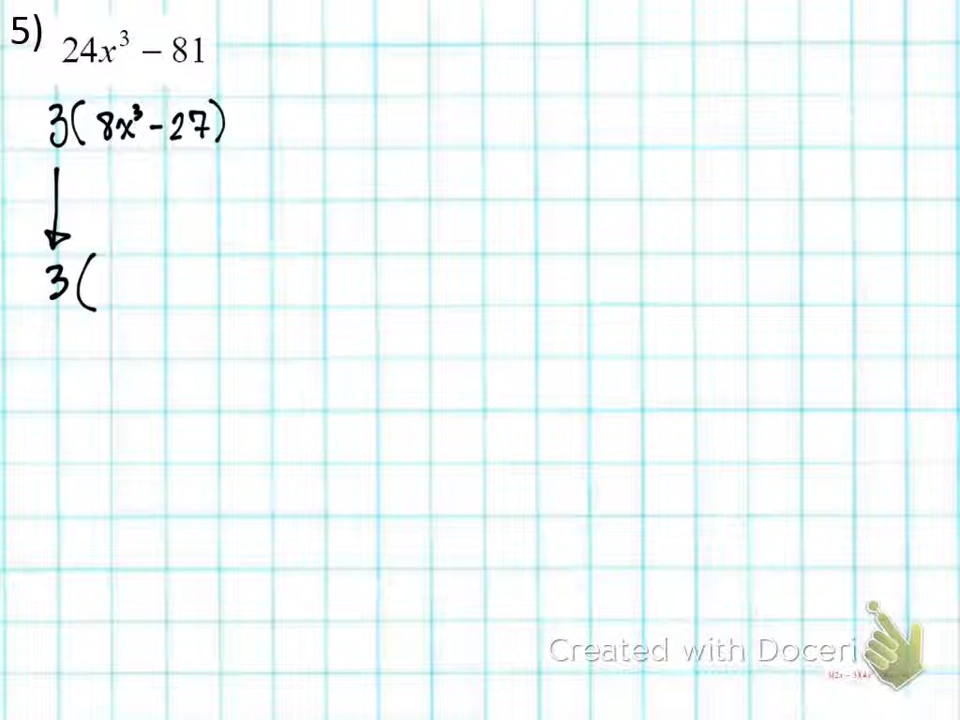 5) 24x³ − 81
3( 8x³ - 27)
3(
Created with Doceri